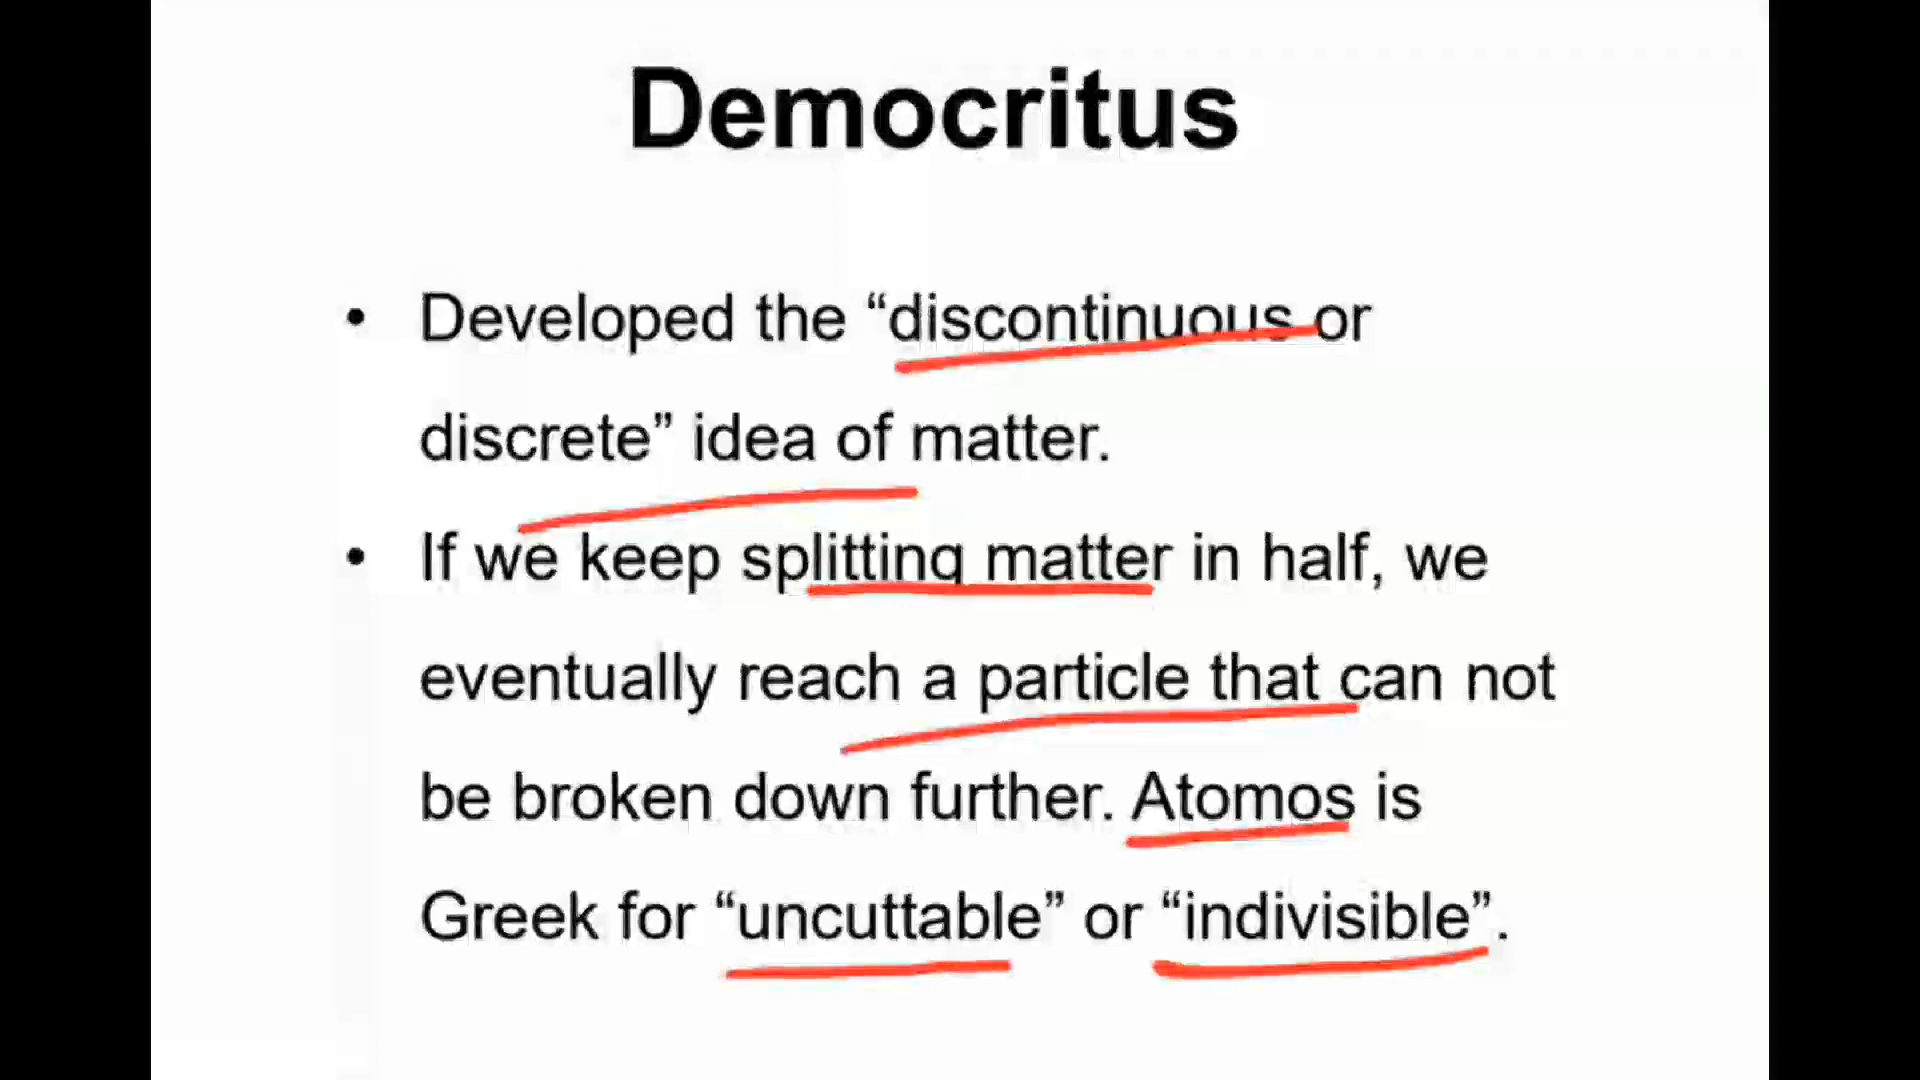 Democritus
• Developed the “discontinuous or
discrete” idea of matter.
• If we keep splitting matter in half, we
eventually reach a particle that can not
be broken down further. Atomos is
Greek for “uncuttable” or “indivisible”.